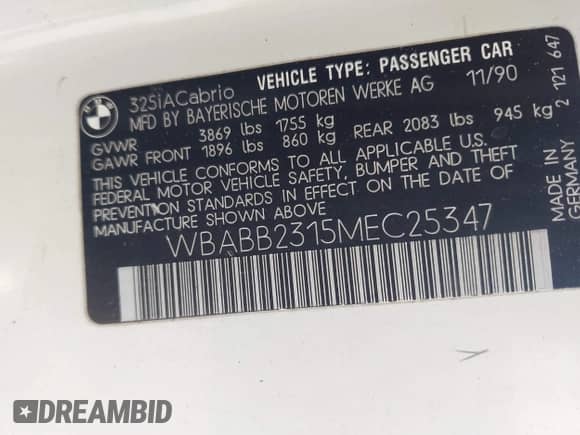 BMW
325iACabrio
VEHICLE TYPE: PASSENGER CAR
MFD BY BAYERISCHE MOTOREN WERKE AG 11/90
GVWR 3869 lbs 1755 kg
GAWR FRONT 1896 lbs 860 kg REAR 2083 lbs 945 kg
THIS VEHICLE CONFORMS TO ALL APPLICABLE U.S.
FEDERAL MOTOR VEHICLE SAFETY, BUMPER AND THEFT
PREVENTION STANDARDS IN EFFECT ON THE DATE OF
MANUFACTURE SHOWN ABOVE.
WBABB2315MEC25347
MADE IN
GERMANY
2 121 647
DREAMBID